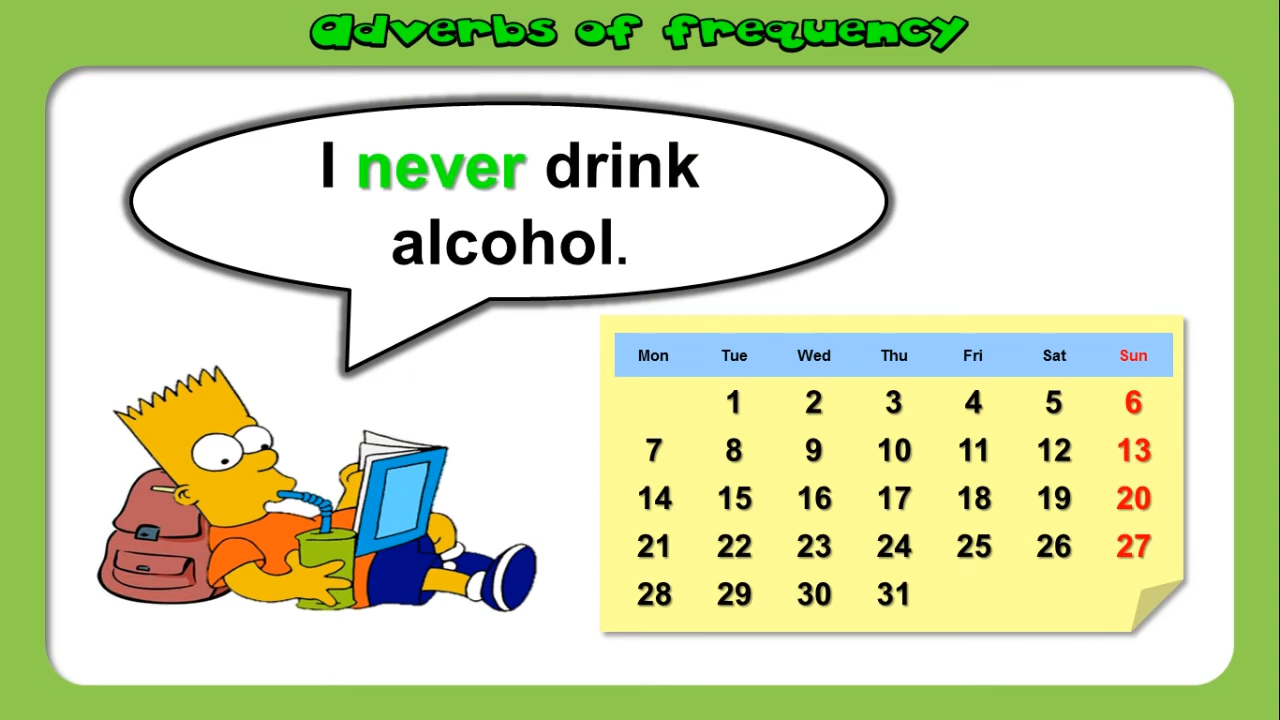 Adverbs of frequency
I never drink
alcohol.
Mon Tue Wed Thu Fri Sat Sun
1 2 3 4 5 6
7 8 9 10 11 12 13
14 15 16 17 18 19 20
21 22 23 24 25 26 27
28 29 30 31